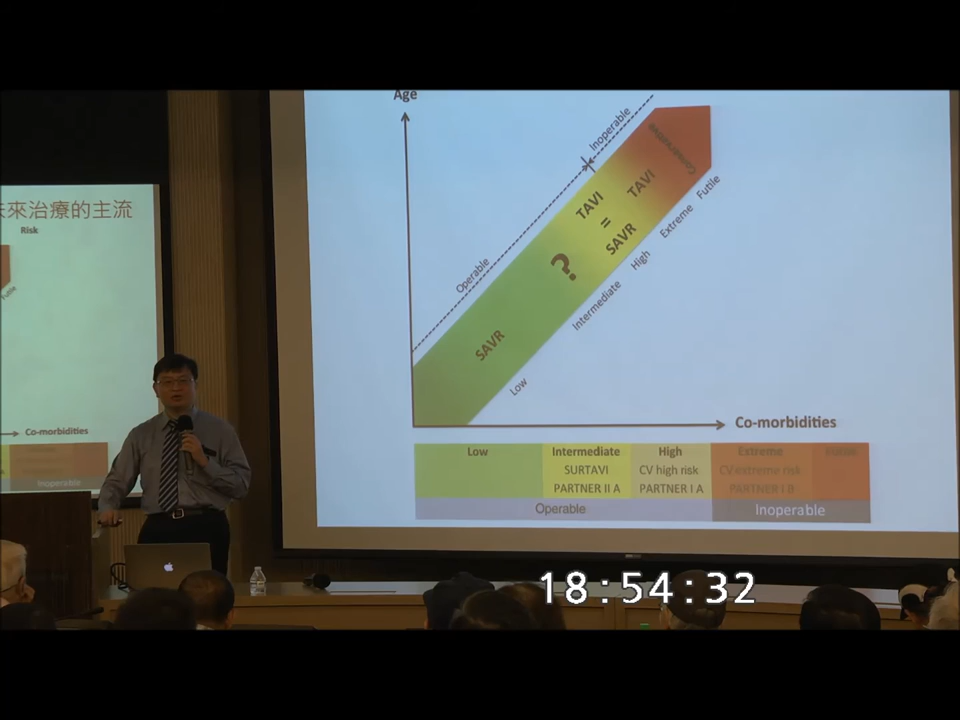 來治療的主流
Risk
Futile
Co-morbidities
Inoperable
Age
Inoperable
Operable
Conservative
TAVI
TAVI
=
SAVR
?
SAVR
Futile
Extreme
High
Intermediate
Low
Co-morbidities
Low
Intermediate
High
Extreme
SURTAVI
CV high risk
CV extreme risk
PARTNER II A
PARTNER I A
PARTNER I B
Operable
Inoperable
18:54:32